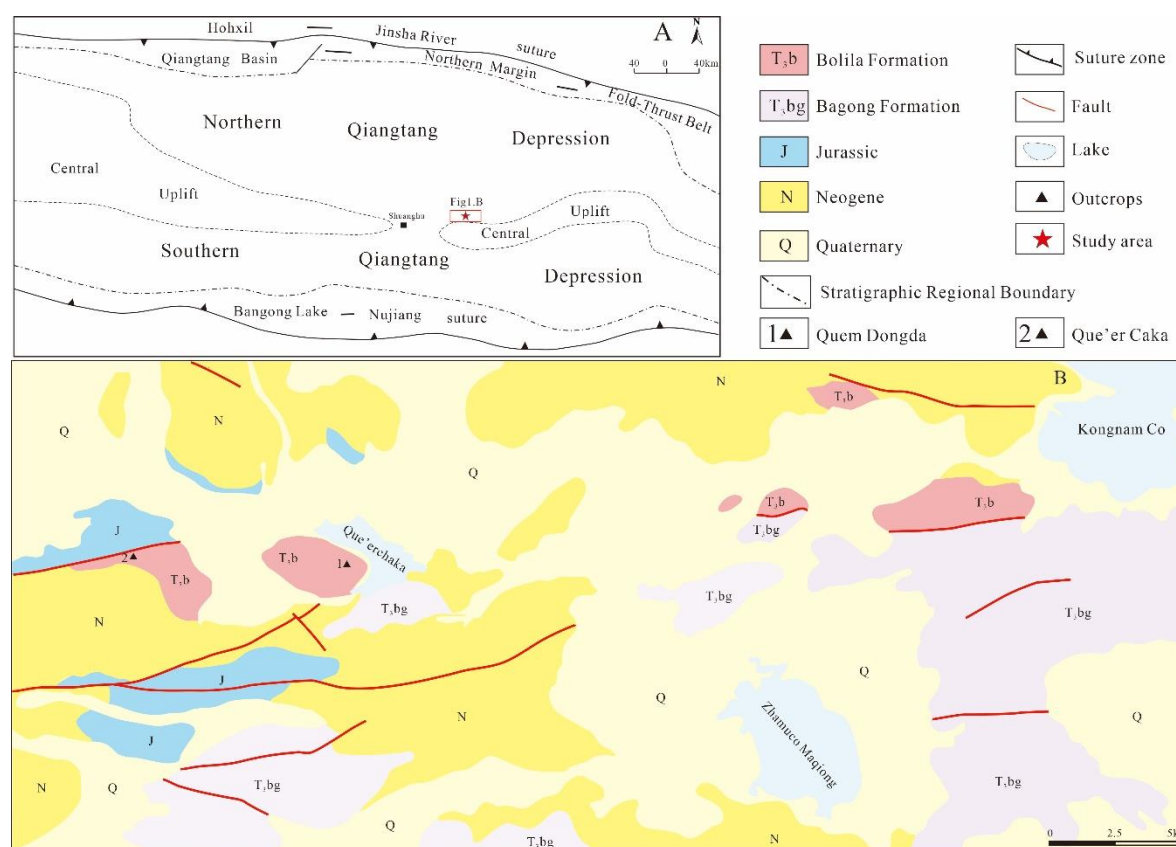 Hohxil
Jinsha River
suture
A
N
Qiangtang Basin
Northern Margin
Fold-Thrust Belt
40 0 40km
Northern Qiangtang Depression
Central
Uplift
Shuanghu
Fig1.B
Central
Uplift
Southern
Qiangtang
Depression
Bangong Lake Nujiang suture
T₃b Bolila Formation
T₃bg Bagong Formation
J Jurassic
N Neogene
Q Quaternary
Stratigraphic Regional Boundary
1 Quem Dongda
Suture zone
Fault
Lake
Outcrops
Study area
2 Que'er Caka
B
N
N
T₃b
Kongnam Co
Q
Q
Q
J
2
T₃b
T₃b
1
Que'erchaka
T₃bg
T₃b
T₃bg
T₃b
T₃bg
T₃bg
N
J
Q
Q
N
Zhamuco Maqiong
Q
J
N
Q
T₃bg
T₃bg
Q
T₃bg
N
0 2.5 5k